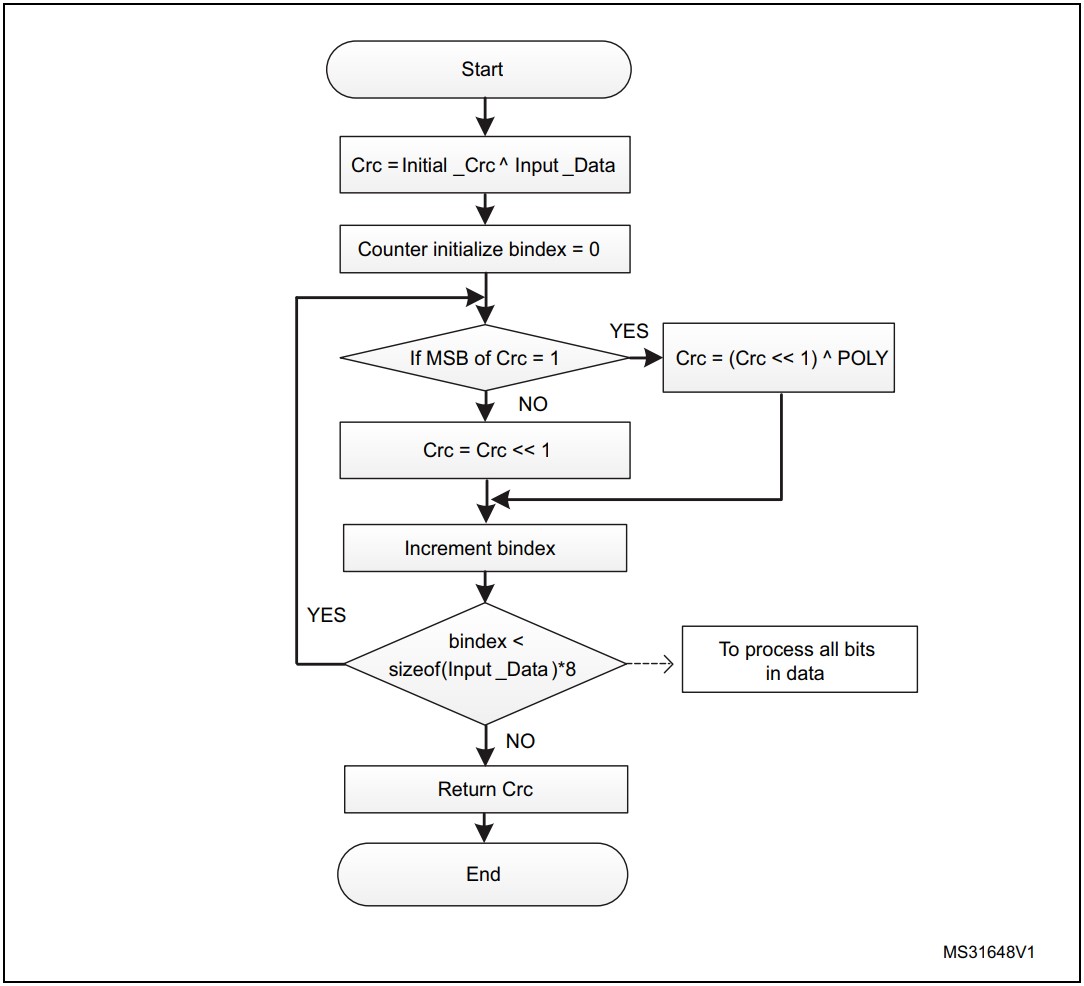 Start
Crc = Initial _Crc ^ Input _Data
Counter initialize bindex = 0
YES
If MSB of Crc = 1
Crc = (Crc << 1) ^ POLY
NO
Crc = Crc << 1
Increment bindex
YES
bindex <
sizeof(Input _Data )*8
To process all bits
in data
NO
Return Crc
End
MS31648V1